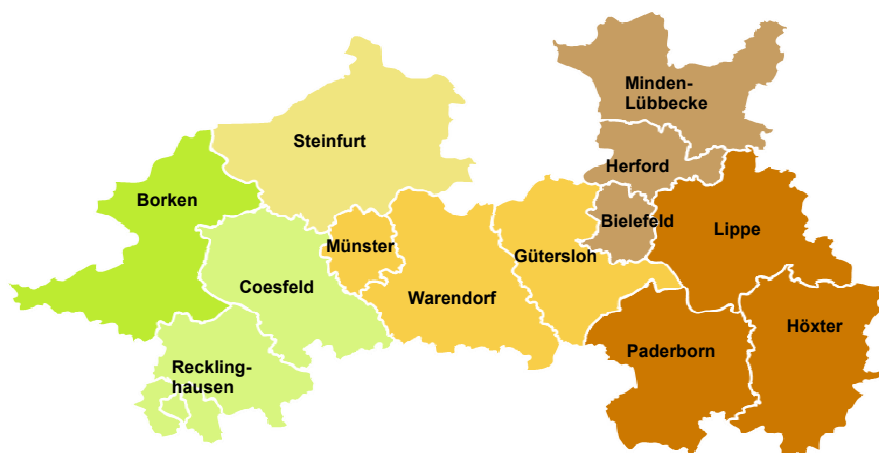 Minden-
Lübbecke
Steinfurt
Herford
Borken
Bielefeld
Lippe
Münster
Gütersloh
Coesfeld
Warendorf
Höxter
Paderborn
Reckling-
hausen